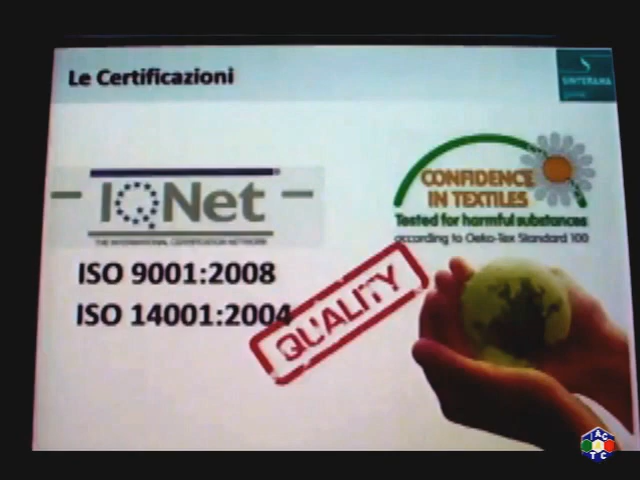 Le Certificazioni
SINTERAMA
IQNet
THE INTERNATIONAL CERTIFICATION NETWORK
ISO 9001:2008
ISO 14001:2004
CONFIDENCE
IN TEXTILES
Tested for harmful substances
according to Oeko-Tex Standard 100
QUALITY
IACTC